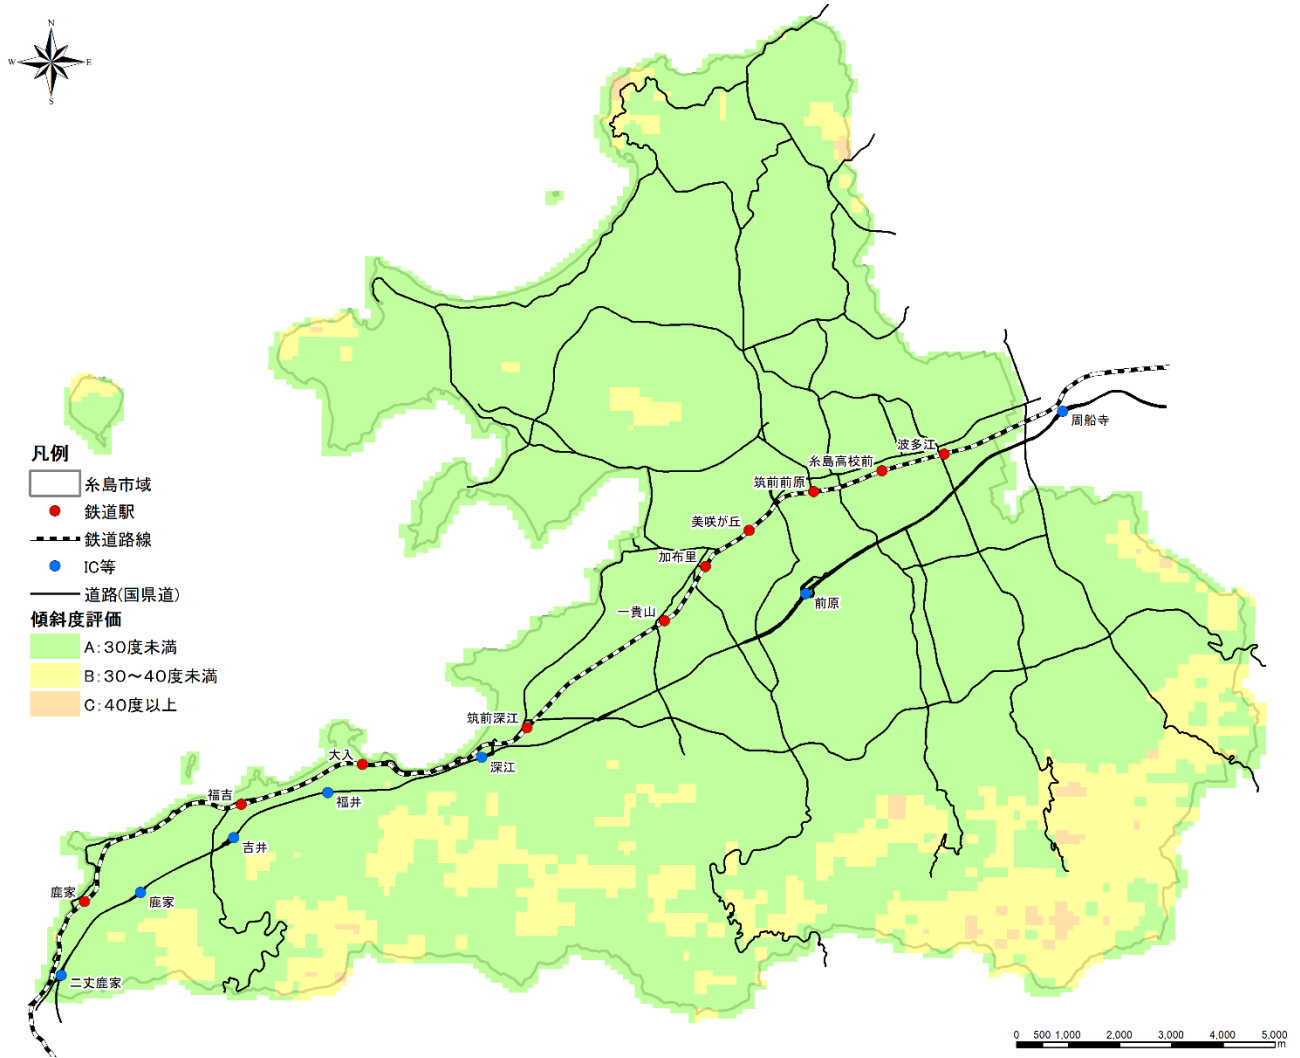 N
W
E
S
周船寺
波多江
糸島高校前
筑前前原
美咲が丘
加布里
前原
一貴山
筑前深江
大入
深江
福吉
福井
吉井
鹿家
鹿家
二丈鹿家
凡例
糸島市域
鉄道駅
鉄道路線
IC等
道路(国県道)
傾斜度評価
A:30度未満
B:30~40度未満
C:40度以上
0 500 1,000 2,000 3,000 4,000 5,000
m